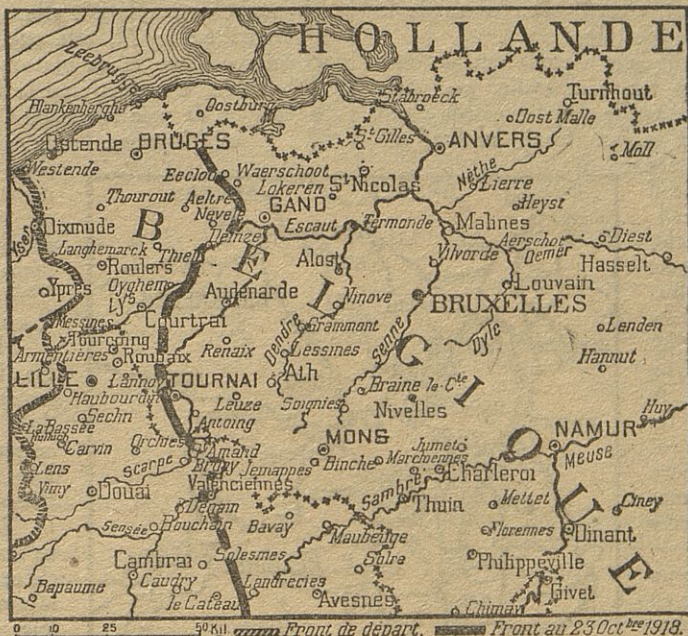 HOLLANDE
Zeebrugge
Blankenberghe
Oostburg
Stabroeck
Turnhout
Oost Malle
Ostende
BRUGES
St Gilles
ANVERS
Moll
Westende
Eecloo
Waerschoot
Lokeren
St Nicolas
Nèthe
Lierre
Thourout
Aeltre
Nevele
GAND
Heyst
Yser
Dixmude
BELGIQUE
Deinze
Escaut
Termonde
Malines
Langhemarck
Thielt
Aerschot
Demer
Diest
Roulers
Alost
Vilvorde
Hasselt
Oyghem
Lys
Louvain
Ypres
Audenarde
Ninove
BRUXELLES
Messines
Courtrai
Grammont
Tourcoing
Dendre
Senne
Dyle
Landen
Armentières
Roubaix
Renaix
Lessines
Hannut
LILLE
Lannoy
TOURNAI
Ath
Haubourdin
Braine le Cte
Leuze
Soignies
Nivelles
Huy
Seclin
Antoing
La Bassée
Carvin
Orchies
MONS
NAMUR
St Amand
Jumet
Meuse
Lens
Scarpe
Bruay
Jemappes
Binche
Marchiennes
Charleroi
Vimy
Douai
Valenciennes
Sambre
Thuin
Mettet
Ciney
Denain
Sensée
Bouchain
Bavay
Maubeuge
Florennes
Dinant
Cambrai
Solesmes
Solre
Philippeville
Bapaume
Caudry
Landrecies
Givet
le Cateau
Avesnes
Chimay
0 10 25 50 Kil. Front de départ. Front au 23 Octbre 1918.